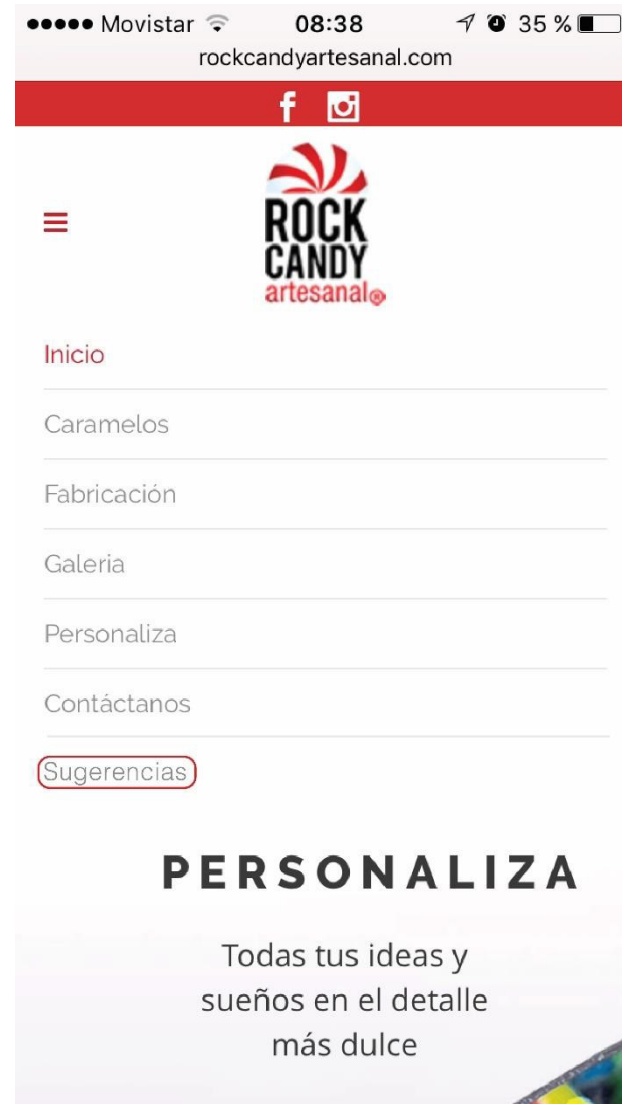 Movistar 08:38 35 %
rockcandyartesanal.com
f
ROCK
CANDY
artesanal®
Inicio
Caramelos
Fabricación
Galeria
Personaliza
Contáctanos
Sugerencias
PERSONALIZA
Todas tus ideas y
sueños en el detalle
más dulce